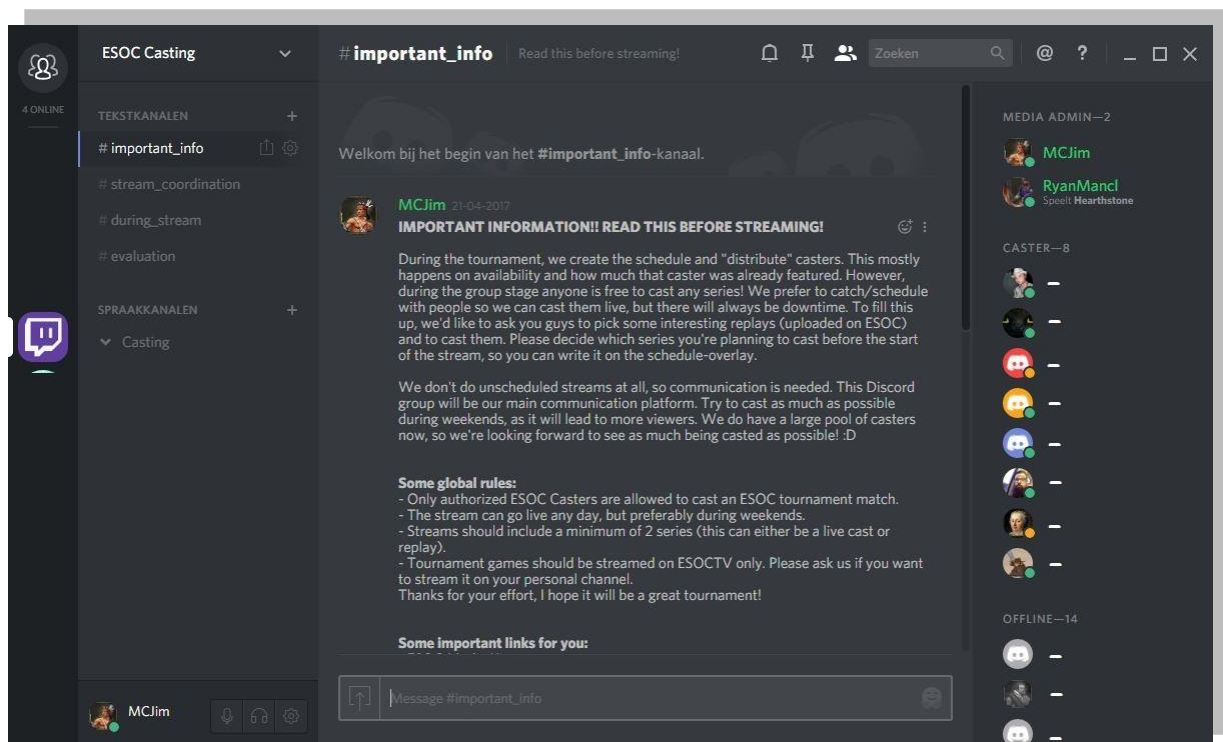 4 ONLINE
ESOC Casting
TEKSTKANALEN +
# important_info
# stream_coordination
# during_stream
# evaluation
SPRAAKKANALEN +
Casting
MCJim
# important_info Read this before streaming!
Zoeken
@ ?
Welkom bij het begin van het #important_info-kanaal.
MCJim 21-04-2017
IMPORTANT INFORMATION!! READ THIS BEFORE STREAMING!
During the tournament, we create the schedule and "distribute" casters. This mostly
happens on availability and how much that caster was already featured. However,
during the group stage anyone is free to cast any series! We prefer to catch/schedule
with people so we can cast them live, but there will always be downtime. To fill this
up, we'd like to ask you guys to pick some interesting replays (uploaded on ESOC)
and to cast them. Please decide which series you're planning to cast before the start
of the stream, so you can write it on the schedule-overlay.
We don't do unscheduled streams at all, so communication is needed. This Discord
group will be our main communication platform. Try to cast as much as possible
during weekends, as it will lead to more viewers. We do have a large pool of casters
now, so we're looking forward to see as much being casted as possible! :D
Some global rules:
- Only authorized ESOC Casters are allowed to cast an ESOC tournament match.
- The stream can go live any day, but preferably during weekends.
- Streams should include a minimum of 2 series (this can either be a live cast or
replay).
- Tournament games should be streamed on ESOCTV only. Please ask us if you want
to stream it on your personal channel.
Thanks for your effort, I hope it will be a great tournament!
Some important links for you:
Message #important_info
MEDIA ADMIN—2
MCJim
RyanMancl
Speelt Hearthstone
CASTER—8
OFFLINE—14